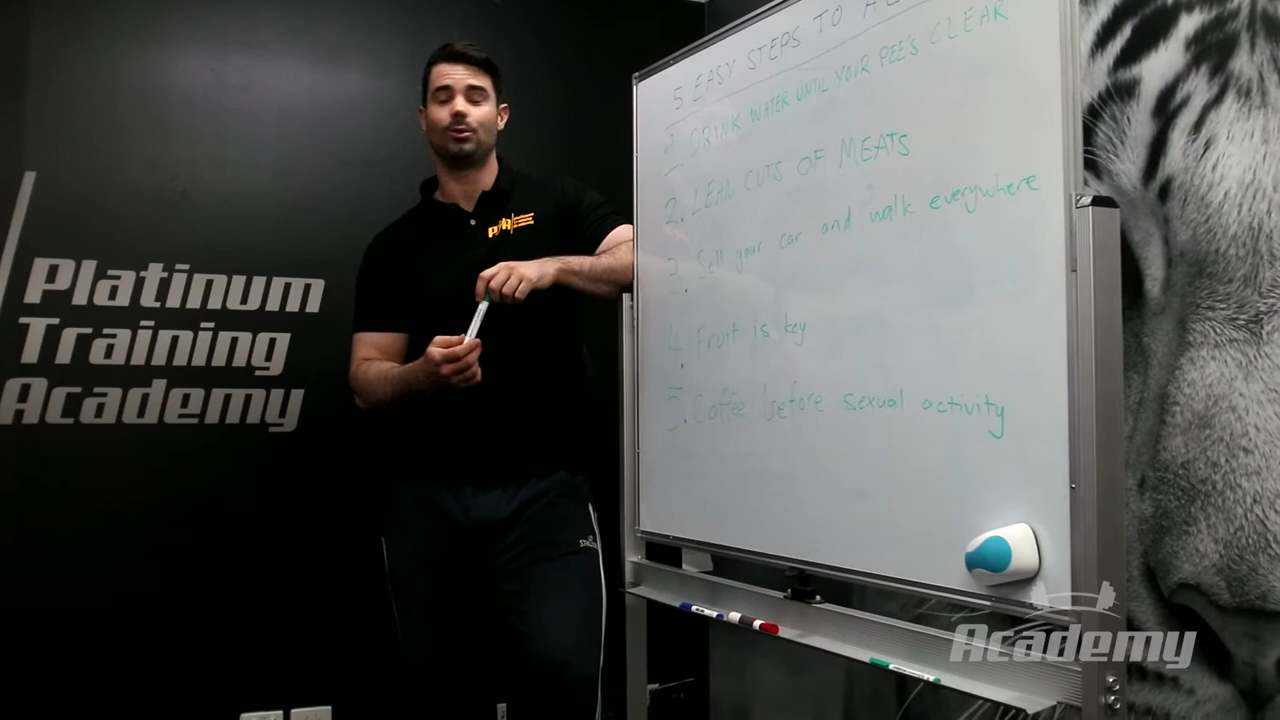 Platinum
Training
Academy
PTA
5 EASY STEPS TO
1. DRINK WATER UNTIL YOUR PEE'S CLEAR
2. LEAN CUTS OF MEATS
3. Sell your car and walk everywhere
4. Fruit is key
5. Coffee before sexual activity
Academy